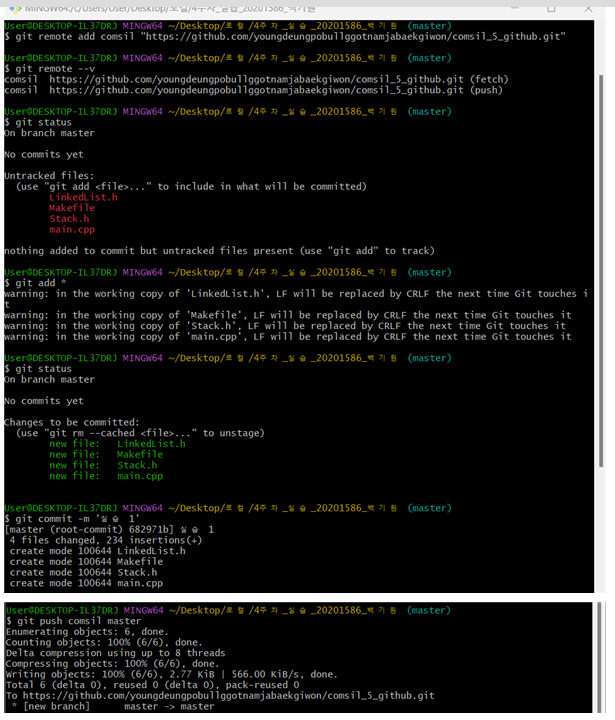 MINGW64:/c/Users/User/Desktop/로컬/4주차_실습_20201586_백기원
User@DESKTOP-IL37DRJ MINGW64 ~/Desktop/로컬/4주차_실습_20201586_백기원 (master)
$ git remote add comsil "https://github.com/youngdeungpobullggotnamjabaekgiwon/comsil_5_github.git"
User@DESKTOP-IL37DRJ MINGW64 ~/Desktop/로컬/4주차_실습_20201586_백기원 (master)
$ git remote --v
comsil  https://github.com/youngdeungpobullggotnamjabaekgiwon/comsil_5_github.git (fetch)
comsil  https://github.com/youngdeungpobullggotnamjabaekgiwon/comsil_5_github.git (push)
User@DESKTOP-IL37DRJ MINGW64 ~/Desktop/로컬/4주차_실습_20201586_백기원 (master)
$ git status
On branch master
No commits yet
Untracked files:
  (use "git add <file>..." to include in what will be committed)
        LinkedList.h
        Makefile
        Stack.h
        main.cpp
nothing added to commit but untracked files present (use "git add" to track)
User@DESKTOP-IL37DRJ MINGW64 ~/Desktop/로컬/4주차_실습_20201586_백기원 (master)
$ git add *
warning: in the working copy of 'LinkedList.h', LF will be replaced by CRLF the next time Git touches i
t
warning: in the working copy of 'Makefile', LF will be replaced by CRLF the next time Git touches it
warning: in the working copy of 'Stack.h', LF will be replaced by CRLF the next time Git touches it
warning: in the working copy of 'main.cpp', LF will be replaced by CRLF the next time Git touches it
User@DESKTOP-IL37DRJ MINGW64 ~/Desktop/로컬/4주차_실습_20201586_백기원 (master)
$ git status
On branch master
No commits yet
Changes to be committed:
  (use "git rm --cached <file>..." to unstage)
        new file:   LinkedList.h
        new file:   Makefile
        new file:   Stack.h
        new file:   main.cpp
User@DESKTOP-IL37DRJ MINGW64 ~/Desktop/로컬/4주차_실습_20201586_백기원 (master)
$ git commit -m '실습 1'
[master (root-commit) 682971b] 실습 1
 4 files changed, 234 insertions(+)
 create mode 100644 LinkedList.h
 create mode 100644 Makefile
 create mode 100644 Stack.h
 create mode 100644 main.cpp
User@DESKTOP-IL37DRJ MINGW64 ~/Desktop/로컬/4주차_실습_20201586_백기원 (master)
$ git push comsil master
Enumerating objects: 6, done.
Counting objects: 100% (6/6), done.
Delta compression using up to 8 threads
Compressing objects: 100% (6/6), done.
Writing objects: 100% (6/6), 2.77 KiB | 566.00 KiB/s, done.
Total 6 (delta 0), reused 0 (delta 0), pack-reused 0
To https://github.com/youngdeungpobullggotnamjabaekgiwon/comsil_5_github.git
 * [new branch]      master -> master